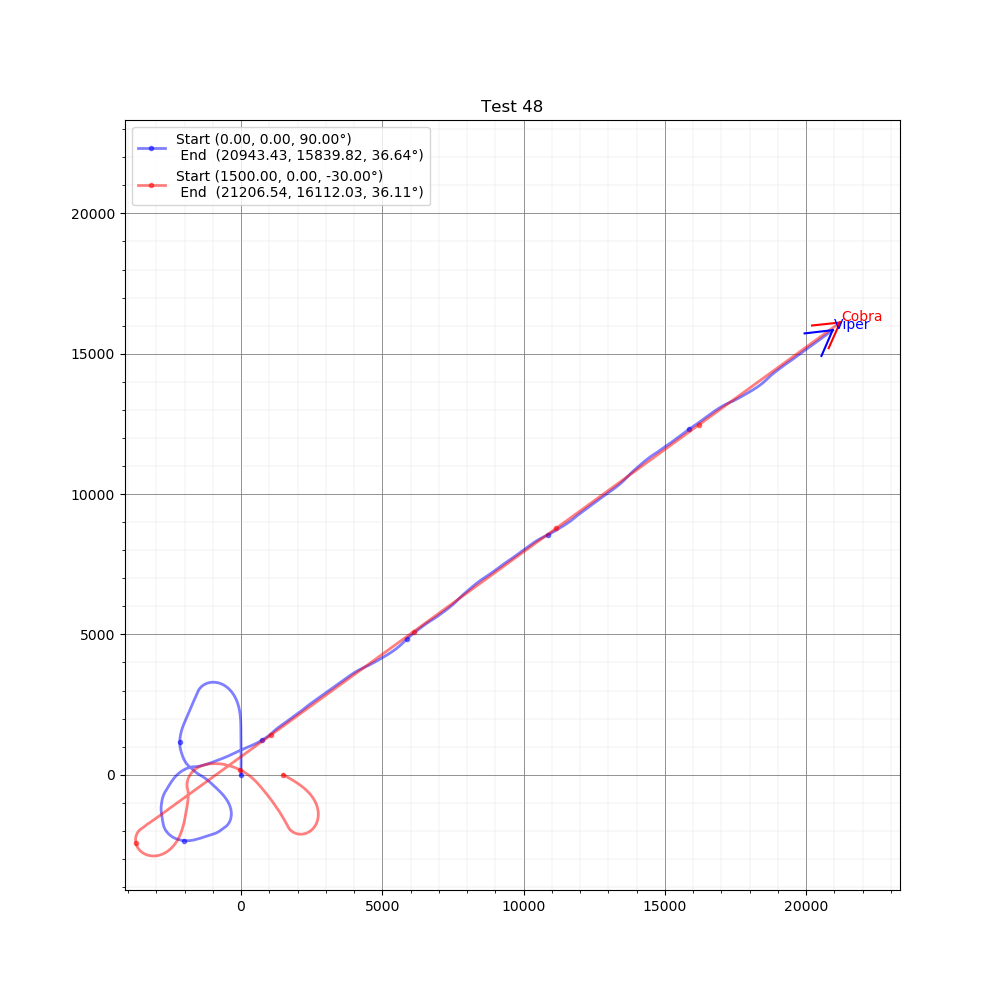 Test 48
Start (0.00, 0.00, 90.00°)
End (20943.43, 15839.82, 36.64°)
Start (1500.00, 0.00, -30.00°)
End (21206.54, 16112.03, 36.11°)
20000
Cobra
Viper
15000
10000
5000
0
0 5000 10000 15000 20000